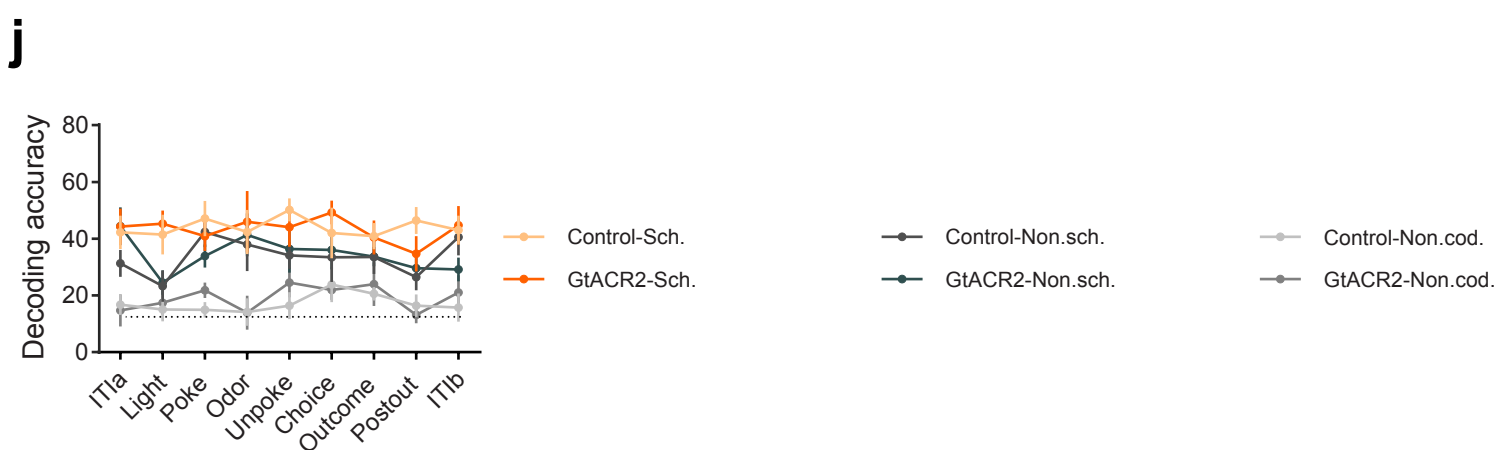 j
Decoding accuracy
80
60
40
20
0
ITIa
Light
Poke
Odor
Unpoke
Choice
Outcome
Postout
ITIb
Control-Sch.
GtACR2-Sch.
Control-Non.sch.
GtACR2-Non.sch.
Control-Non.cod.
GtACR2-Non.cod.